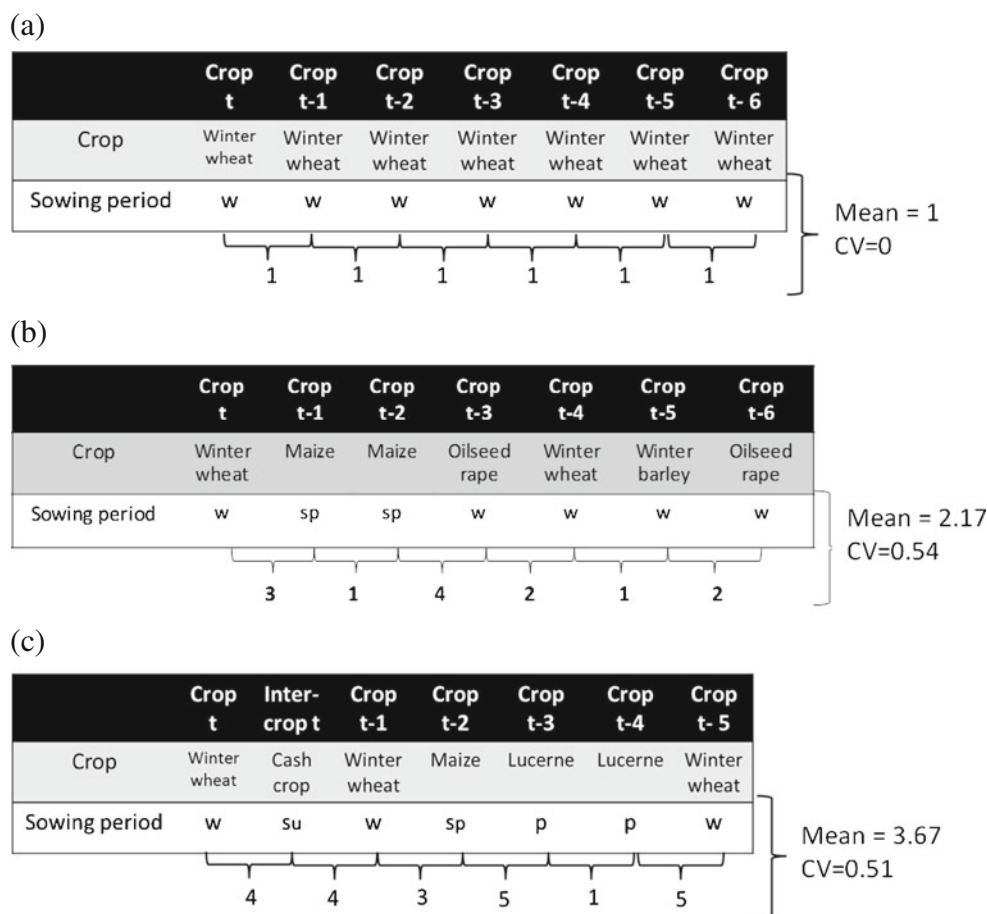 (a)
Crop Crop Crop Crop Crop Crop Crop
t t-1 t-2 t-3 t-4 t-5 t- 6
Crop Winter Winter Winter Winter Winter Winter Winter
wheat wheat wheat wheat wheat wheat wheat
Sowing period w w w w w w w
1 1 1 1 1 1
Mean = 1
CV=0
(b)
Crop Crop Crop Crop Crop Crop Crop
t t-1 t-2 t-3 t-4 t-5 t-6
Crop Winter Maize Maize Oilseed Winter Winter Oilseed
wheat rape wheat barley rape
Sowing period w sp sp w w w w
3 1 4 2 1 2
Mean = 2.17
CV=0.54
(c)
Crop Inter- Crop Crop Crop Crop Crop
t crop t t-1 t-2 t-3 t-4 t- 5
Crop Winter Cash Winter Maize Lucerne Lucerne Winter
wheat crop wheat wheat
Sowing period w su w sp p p w
4 4 3 5 1 5
Mean = 3.67
CV=0.51